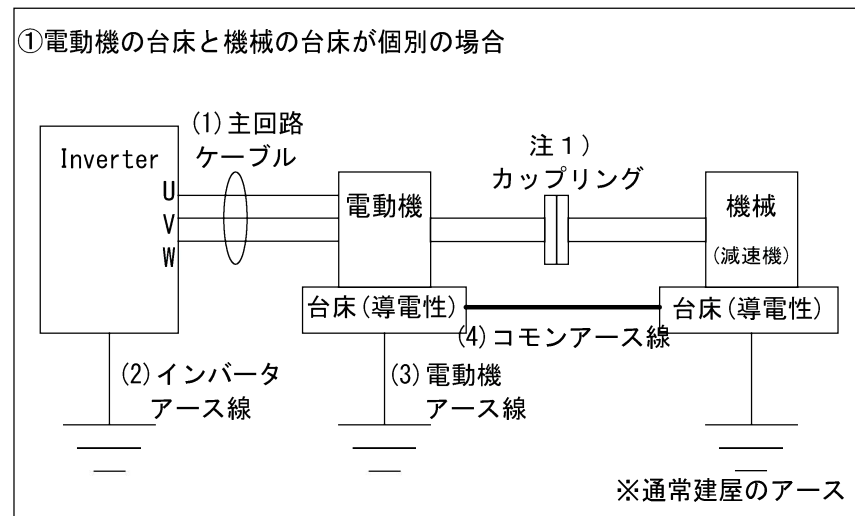 ①電動機の台床と機械の台床が個別の場合
(1)主回路
ケーブル
注１)
カップリング
Inverter
U
V
W
電動機
機械
(減速機)
台床(導電性)
台床(導電性)
(4)コモンアース線
(2)インバータ
アース線
(3)電動機
アース線
※通常建屋のアース